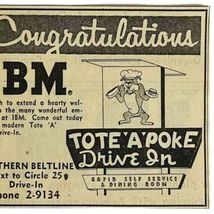 Congratulations
IBM.
h to extend a hearty wel-
the many wonderful em-
at IBM. Come out today
modern Tote 'A'
rive-In.
TOTE 'A' POKE
Drive In
RAPID SELF SERVICE
& DINING ROOM
THERN BELTLINE
xt to Circle 25
Drive-In
hone 2-9134